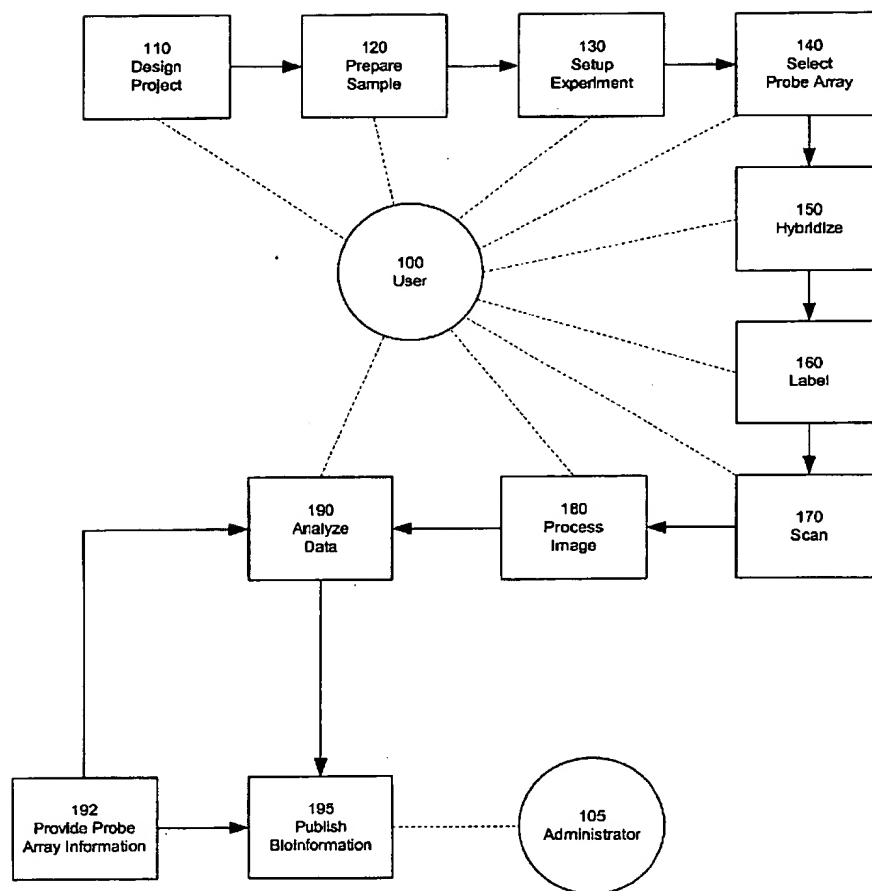 110
Design
Project
120
Prepare
Sample
130
Setup
Experiment
140
Select
Probe Array
150
Hybridize
100
User
160
Label
190
Analyze
Data
180
Process
Image
170
Scan
192
Provide Probe
Array Information
195
Publish
BioInformation
105
Administrator